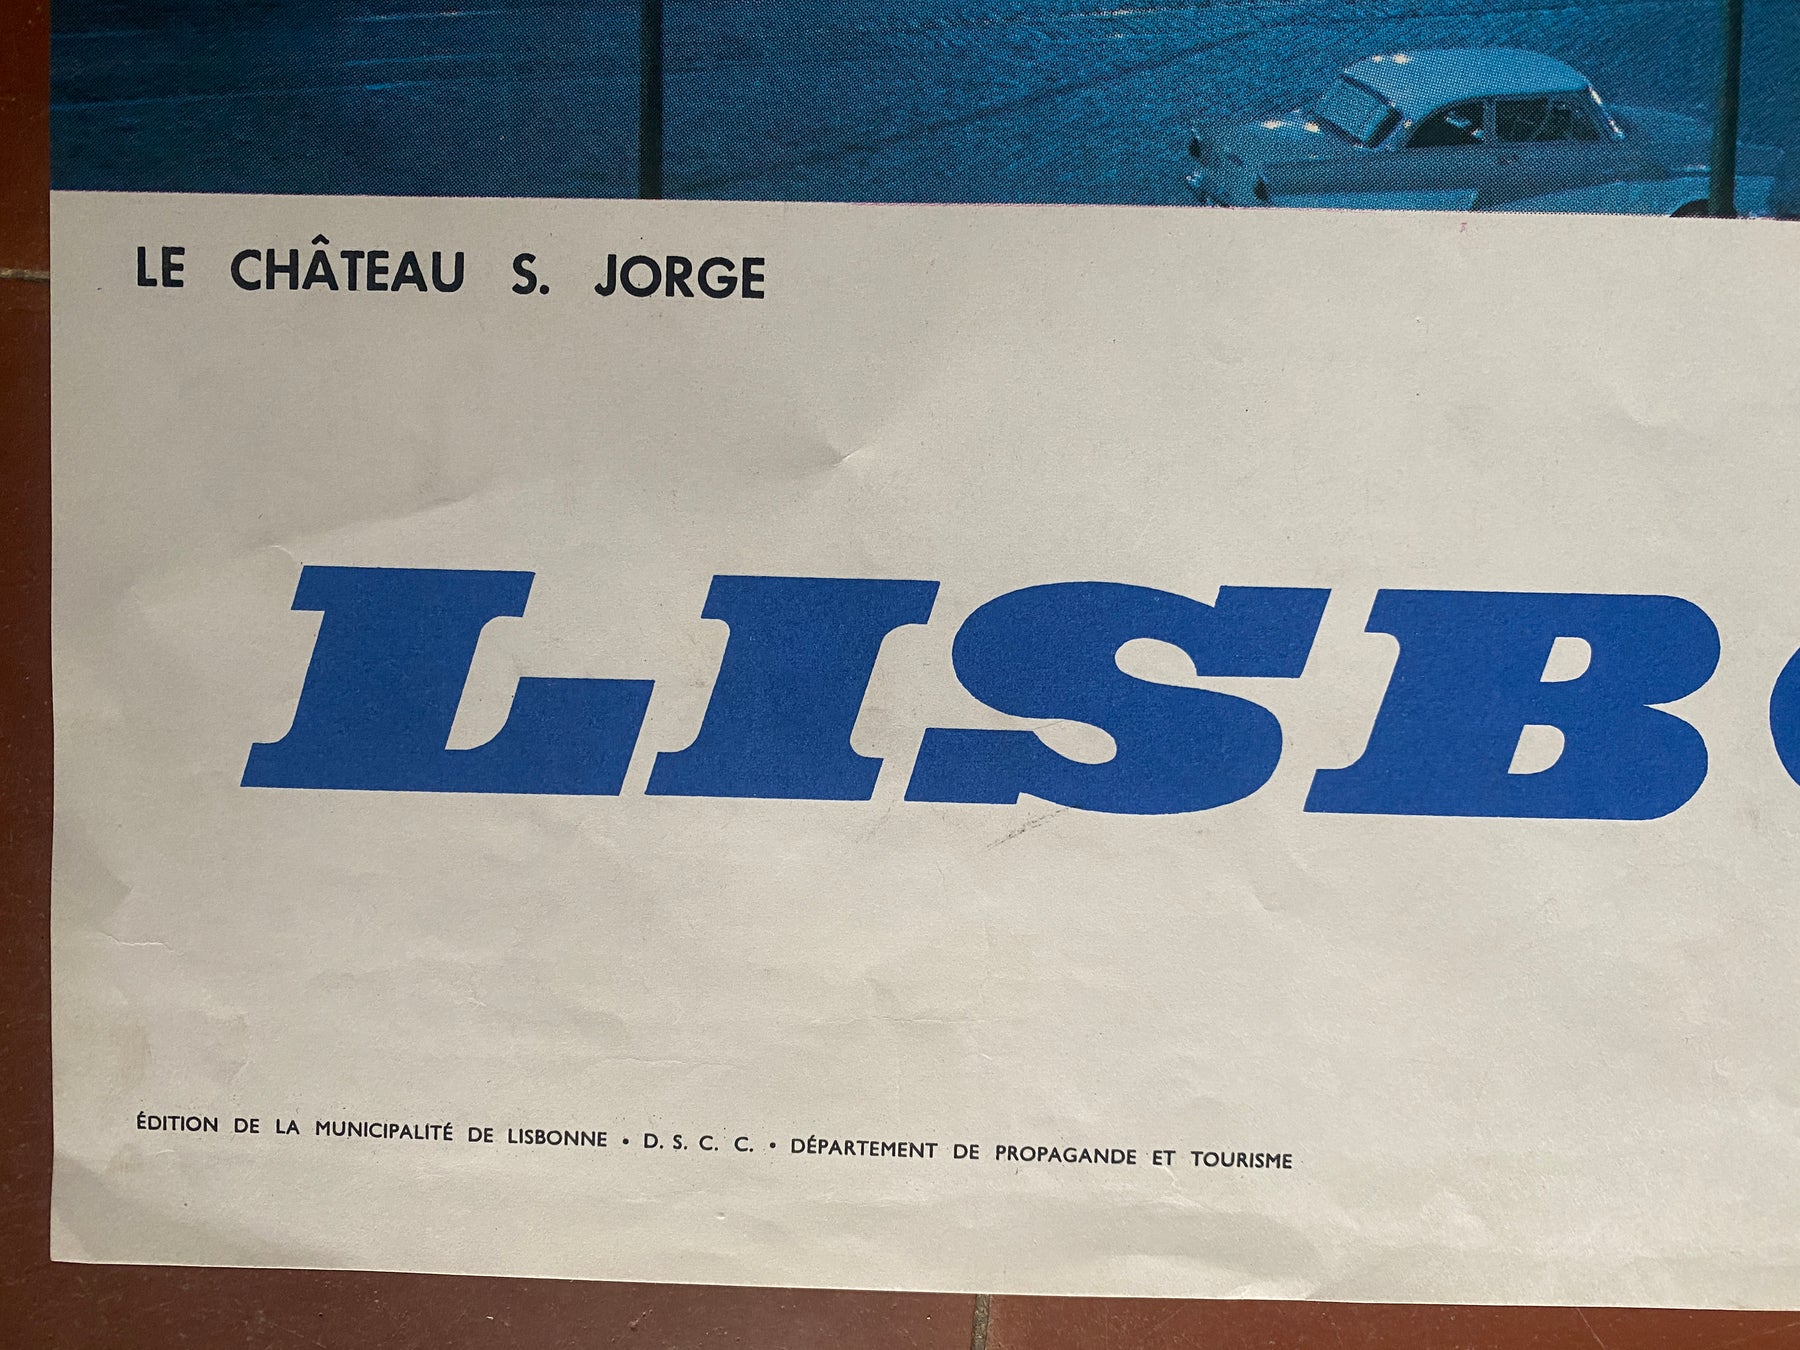 LE CHÂTEAU S. JORGE
LISB
ÉDITION DE LA MUNICIPALITÉ DE LISBONNE • D. S. C. C. • DÉPARTEMENT DE PROPAGANDE ET TOURISME